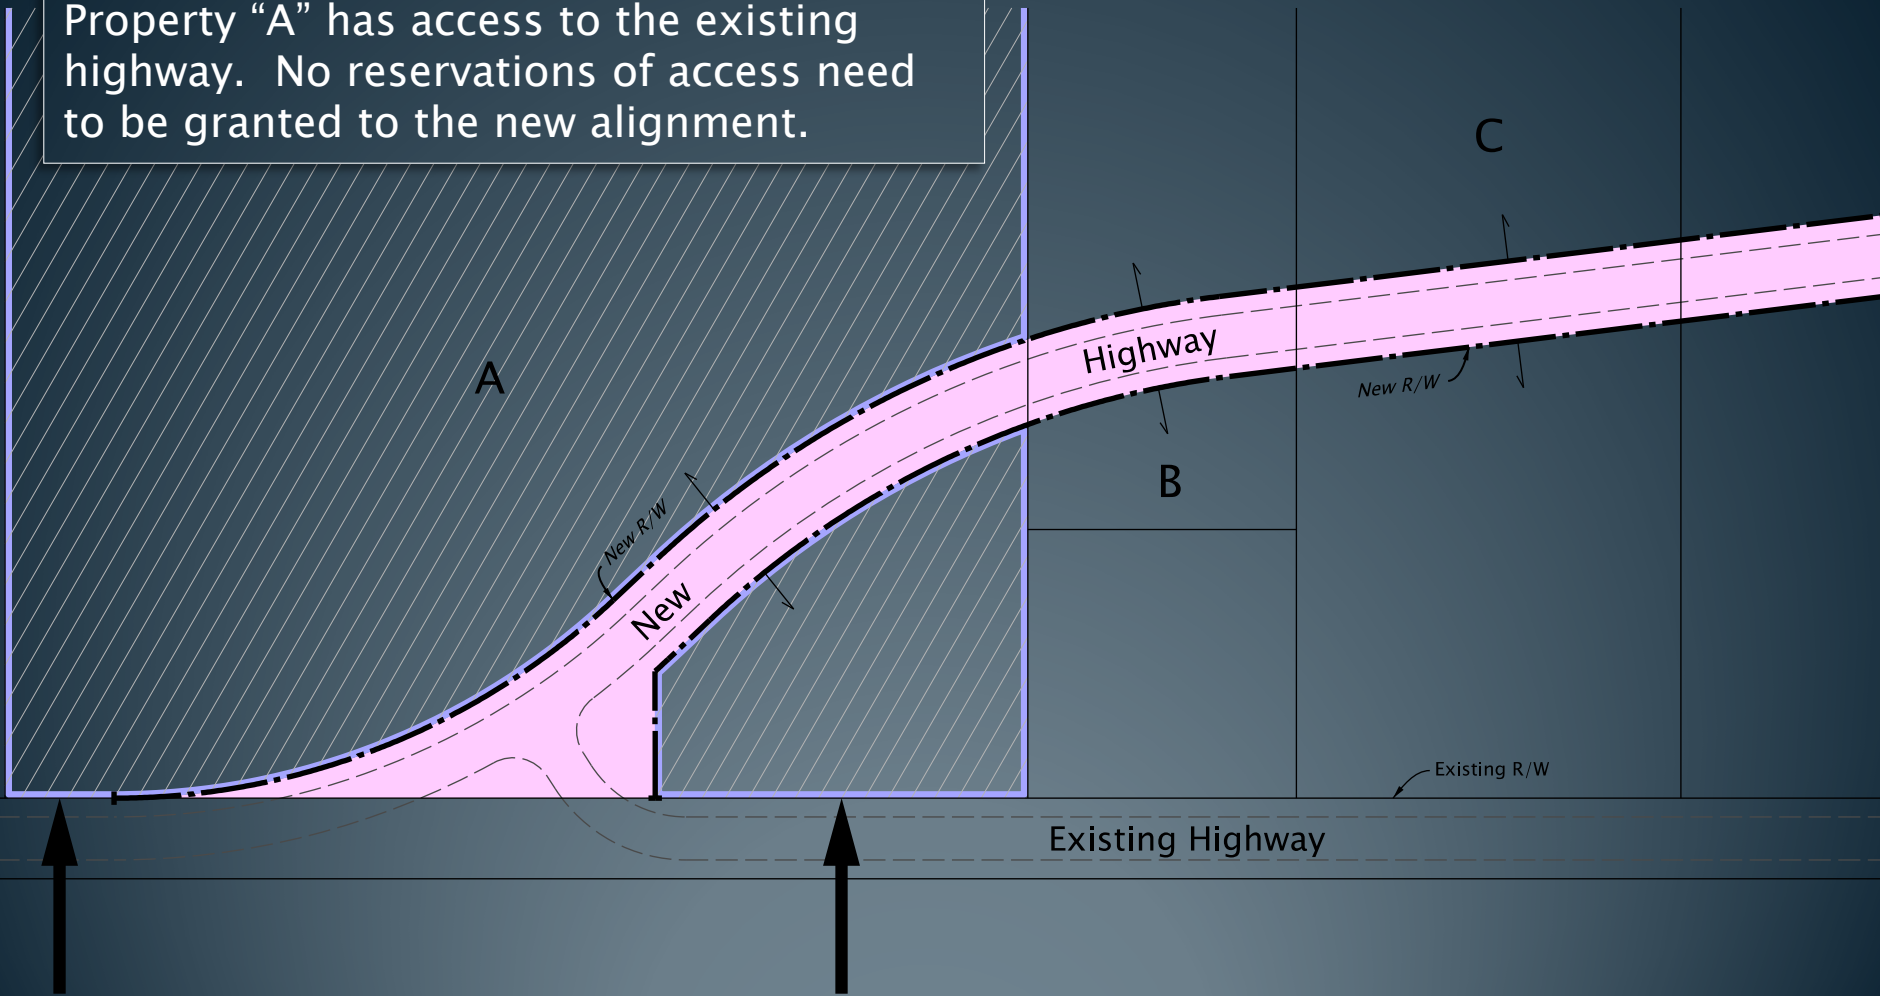 Property “A” has access to the existing
highway.  No reservations of access need
to be granted to the new alignment.
C
Highway
New R/W
A
B
New R/W
New
Existing R/W
Existing Highway